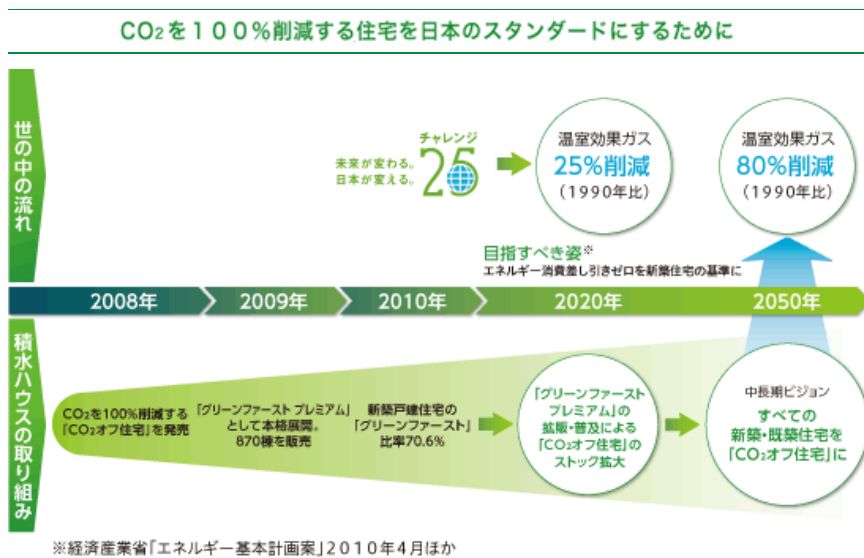 CO₂を１００％削減する住宅を日本のスタンダードにするために
世の中の流れ
未来が変わる。
日本が変える。
チャレンジ
25
温室効果ガス
25%削減
（1990年比）
温室効果ガス
80%削減
（1990年比）
目指すべき姿※
エネルギー消費差し引きゼロを新築住宅の基準に
2008年
2009年
2010年
2020年
2050年
積水ハウスの取り組み
CO₂を100%削減する
「CO₂オフ住宅」を発売
「グリーンファースト プレミアム」
として本格展開。
870棟を販売
新築戸建住宅の
「グリーンファースト」
比率70.6%
「グリーンファースト
プレミアム」の
拡販・普及による
「CO₂オフ住宅」の
ストック拡大
中長期ビジョン
すべての
新築・既築住宅を
「CO₂オフ住宅」に
※経済産業省「エネルギー基本計画案」２０１０年４月ほか